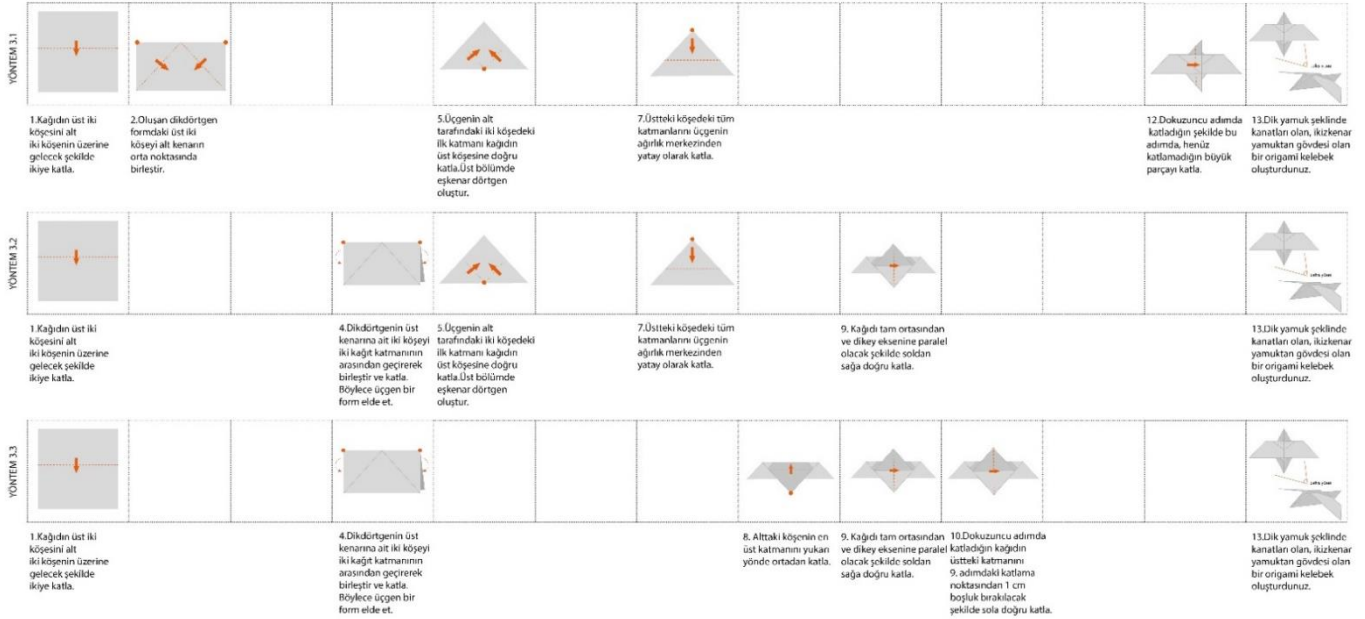 YÖNTEM 3.1
1.Kağıdın üst iki
köşesini alt
iki köşenin üzerine
gelecek şekilde
ikiye katla.
2.Oluşan dikdörtgen
formdaki üst iki
köşeyi alt kenarın
orta noktasında
birleştir.
5.Üçgenin alt
tarafındaki iki köşedeki
ilk katmanı kağıdın
üst köşesine doğru
katla.Üst bölümde
eşkenar dörtgen
oluştur.
7.Üstteki köşedeki tüm
katmanlarını üçgenin
ağırlık merkezinden
yatay olarak katla.
12.Dokuzuncu adımda
katladığın şekilde bu
adımda, henüz
katlamadığın büyük
parçayı katla.
13.Dik yamuk şeklinde
kanatları olan, ikizkenar
yamuktan gövdesi olan
bir origami kelebek
oluşturdunuz.
YÖNTEM 3.2
1.Kağıdın üst iki
köşesini alt
iki köşenin üzerine
gelecek şekilde
ikiye katla.
4.Dikdörtgenin üst
kenarına ait iki köşeyi
iki kağıt katmanının
arasından geçirerek
birleştir ve katla.
Böylece üçgen bir
form elde et.
5.Üçgenin alt
tarafındaki iki köşedeki
ilk katmanı kağıdın
üst köşesine doğru
katla.Üst bölümde
eşkenar dörtgen
oluştur.
7.Üstteki köşedeki tüm
katmanlarını üçgenin
ağırlık merkezinden
yatay olarak katla.
9. Kağıdı tam ortasından
ve dikey eksenine paralel
olacak şekilde soldan
sağa doğru katla.
13.Dik yamuk şeklinde
kanatları olan, ikizkenar
yamuktan gövdesi olan
bir origami kelebek
oluşturdunuz.
YÖNTEM 3.3
1.Kağıdın üst iki
köşesini alt
iki köşenin üzerine
gelecek şekilde
ikiye katla.
4.Dikdörtgenin üst
kenarına ait iki köşeyi
iki kağıt katmanının
arasından geçirerek
birleştir ve katla.
Böylece üçgen bir
form elde et.
8. Alttaki köşenin en
üst katmanını yukarı
yönde ortadan katla.
9. Kağıdı tam ortasından
ve dikey eksenine paralel
olacak şekilde soldan
sağa doğru katla.
10.Dokuzuncu adımda
katladığın kağıdın
üstteki katmanını
9. adımdaki katlama
noktasından 1 cm
boşluk bırakılacak
şekilde sola doğru katla.
13.Dik yamuk şeklinde
kanatları olan, ikizkenar
yamuktan gövdesi olan
bir origami kelebek
oluşturdunuz.